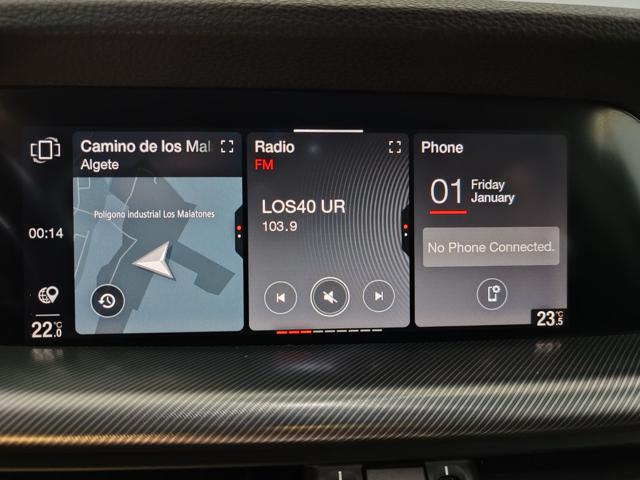 Camino de los Mal
Algete
Polígono industrial Los Malatones
Radio
FM
LOS40 UR
103.9
Phone
01
Friday
January
No Phone Connected.
00:14
22.0 °C
23.5 °C